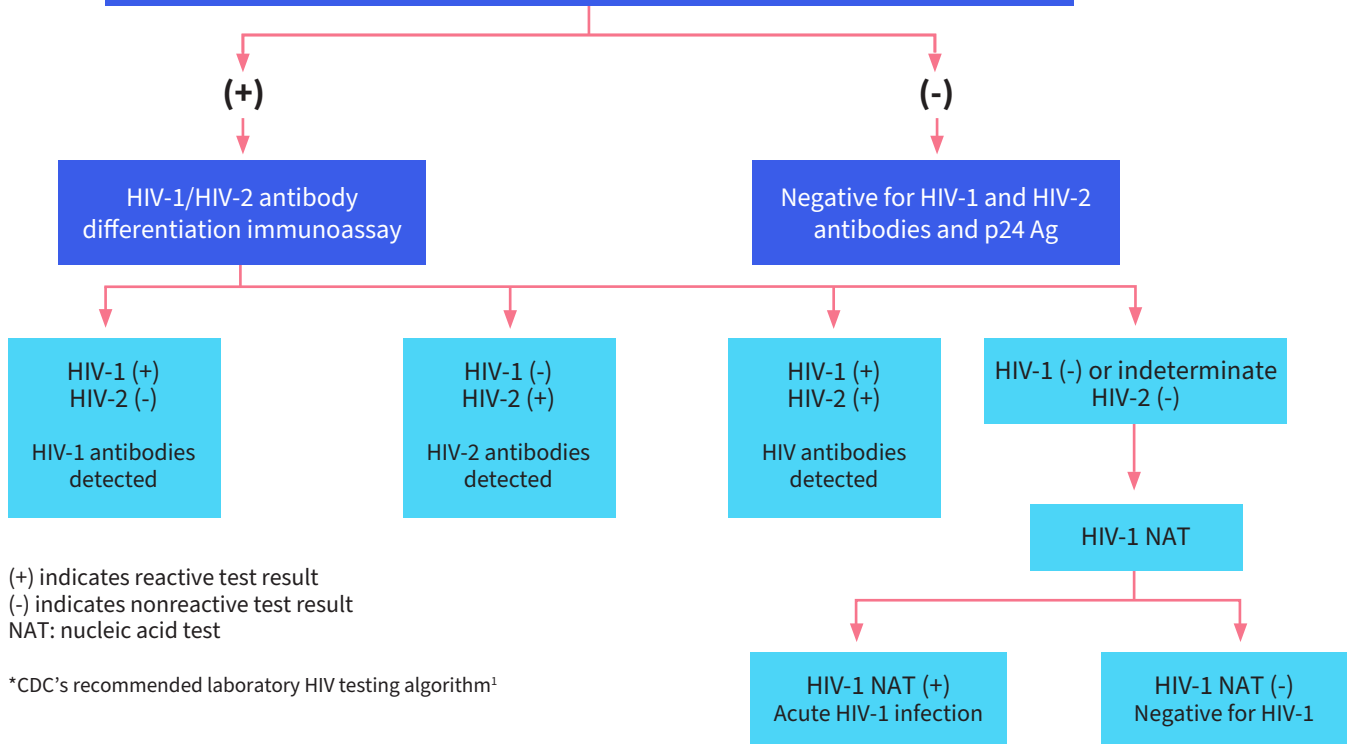 (+)
(-)
HIV-1/HIV-2 antibody
differentiation immunoassay
Negative for HIV-1 and HIV-2
antibodies and p24 Ag
HIV-1 (+)
HIV-2 (-)
HIV-1 antibodies
detected
HIV-1 (-)
HIV-2 (+)
HIV-2 antibodies
detected
HIV-1 (+)
HIV-2 (+)
HIV antibodies
detected
HIV-1 (-) or indeterminate
HIV-2 (-)
HIV-1 NAT
HIV-1 NAT (+)
Acute HIV-1 infection
HIV-1 NAT (-)
Negative for HIV-1
(+) indicates reactive test result
(-) indicates nonreactive test result
NAT: nucleic acid test
*CDC's recommended laboratory HIV testing algorithm¹